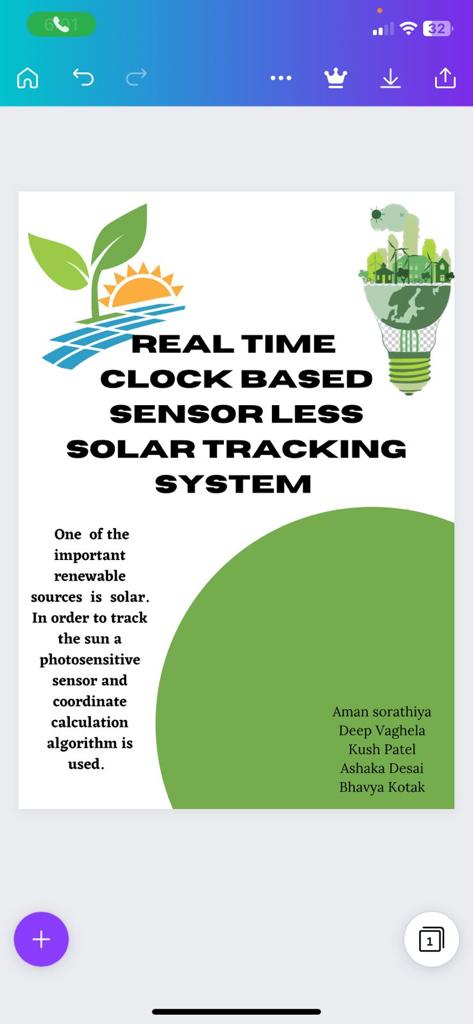 32
REAL TIME
CLOCK BASED
SENSOR LESS
SOLAR TRACKING
SYSTEM
One of the
important
renewable
sources is solar.
In order to track
the sun a
photosensitive
sensor and
coordinate
calculation
algorithm is
used.
Aman sorathiya
Deep Vaghela
Kush Patel
Ashaka Desai
Bhavya Kotak
1